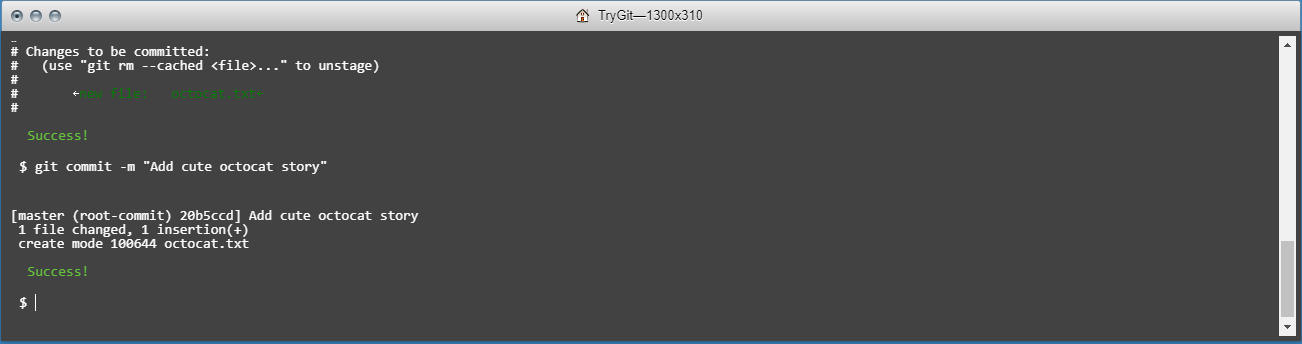 TryGit—1300x310
# Changes to be committed:
#   (use "git rm --cached <file>..." to unstage)
#
#       ←new file:   octocat.txt←
#
Success!
$ git commit -m "Add cute octocat story"
[master (root-commit) 20b5ccd] Add cute octocat story
 1 file changed, 1 insertion(+)
 create mode 100644 octocat.txt
Success!
$